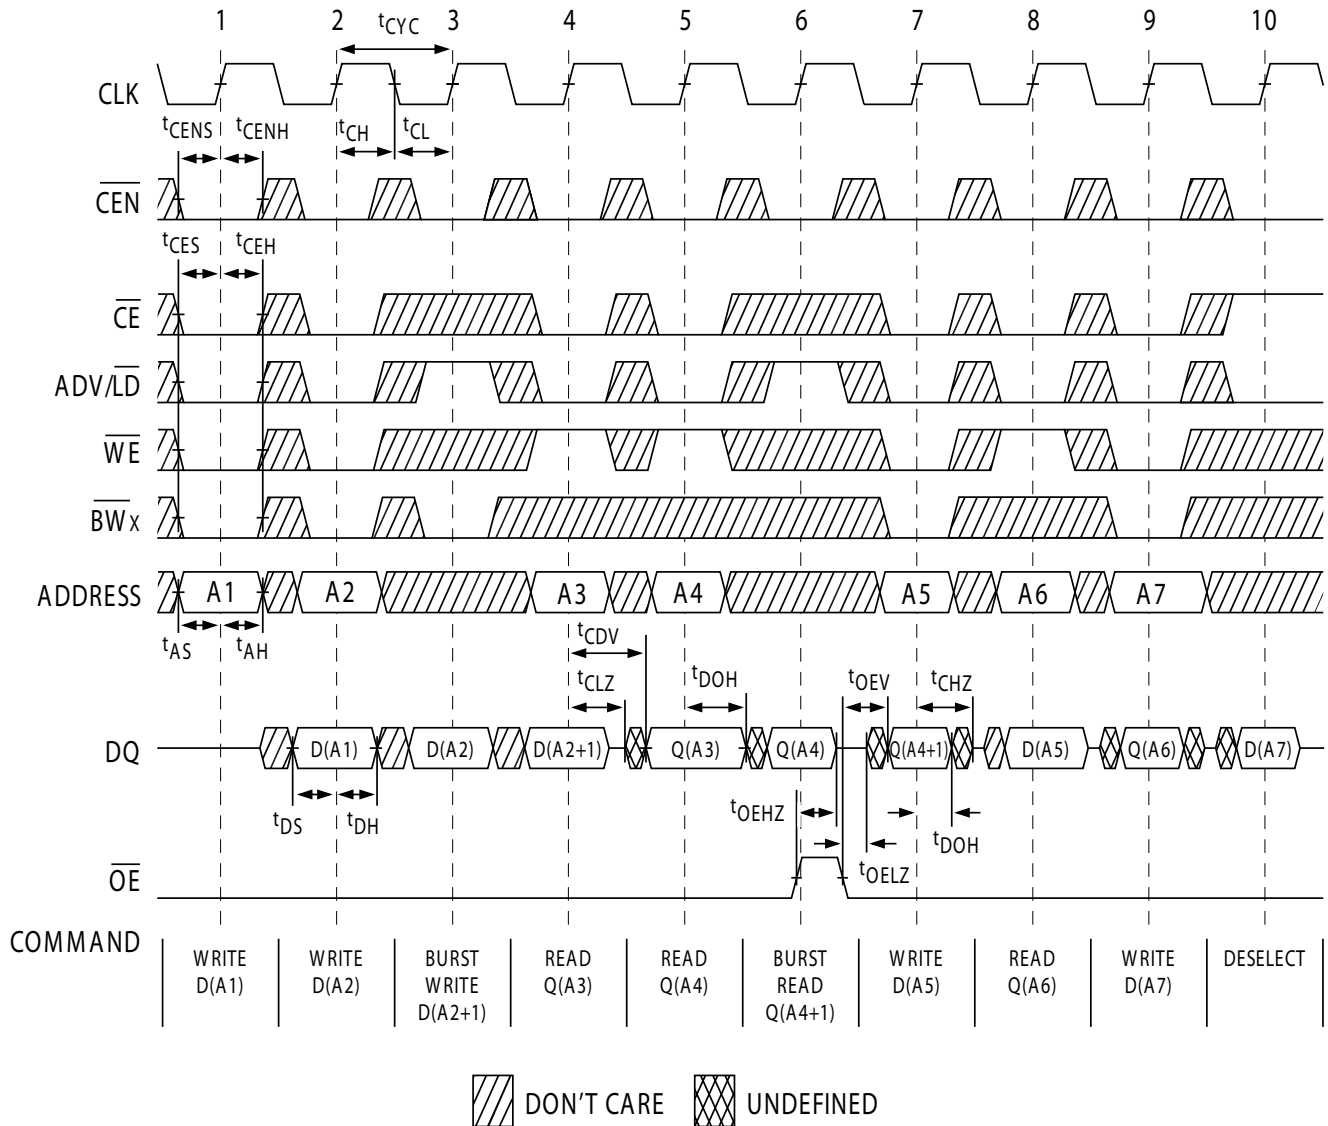 1 2 tCYC 3 4 5 6 7 8 9 10
CLK
tCENS tCENH tCH tCL
CEN
tCES tCEH
CE
ADV/LD
WE
BWx
ADDRESS A1 A2 A3 A4 A5 A6 A7
tAS tAH tCDV
tCLZ tDOH tOEV tCHZ
DQ D(A1) D(A2) D(A2+1) Q(A3) Q(A4) Q(A4+1) D(A5) Q(A6) D(A7)
tDS tDH tOEHZ tDOH
tOELZ
OE
COMMAND
WRITE WRITE BURST READ READ BURST WRITE READ WRITE DESELECT
D(A1) D(A2) WRITE Q(A3) Q(A4) READ D(A5) Q(A6) D(A7)
D(A2+1) Q(A4+1)
DON'T CARE UNDEFINED